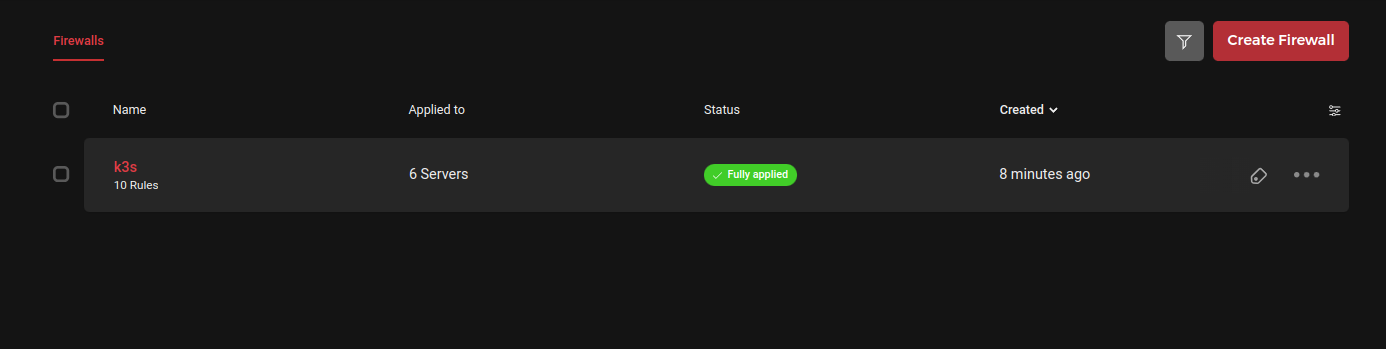 Firewalls
Create Firewall
Name Applied to Status Created
k3s
10 Rules
6 Servers
Fully applied
8 minutes ago